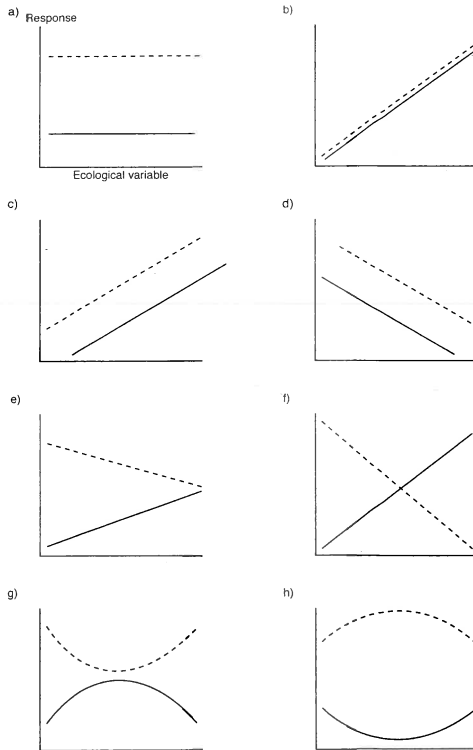 a) Response
b)
Ecological variable
c)
d)
e)
f)
g)
h)